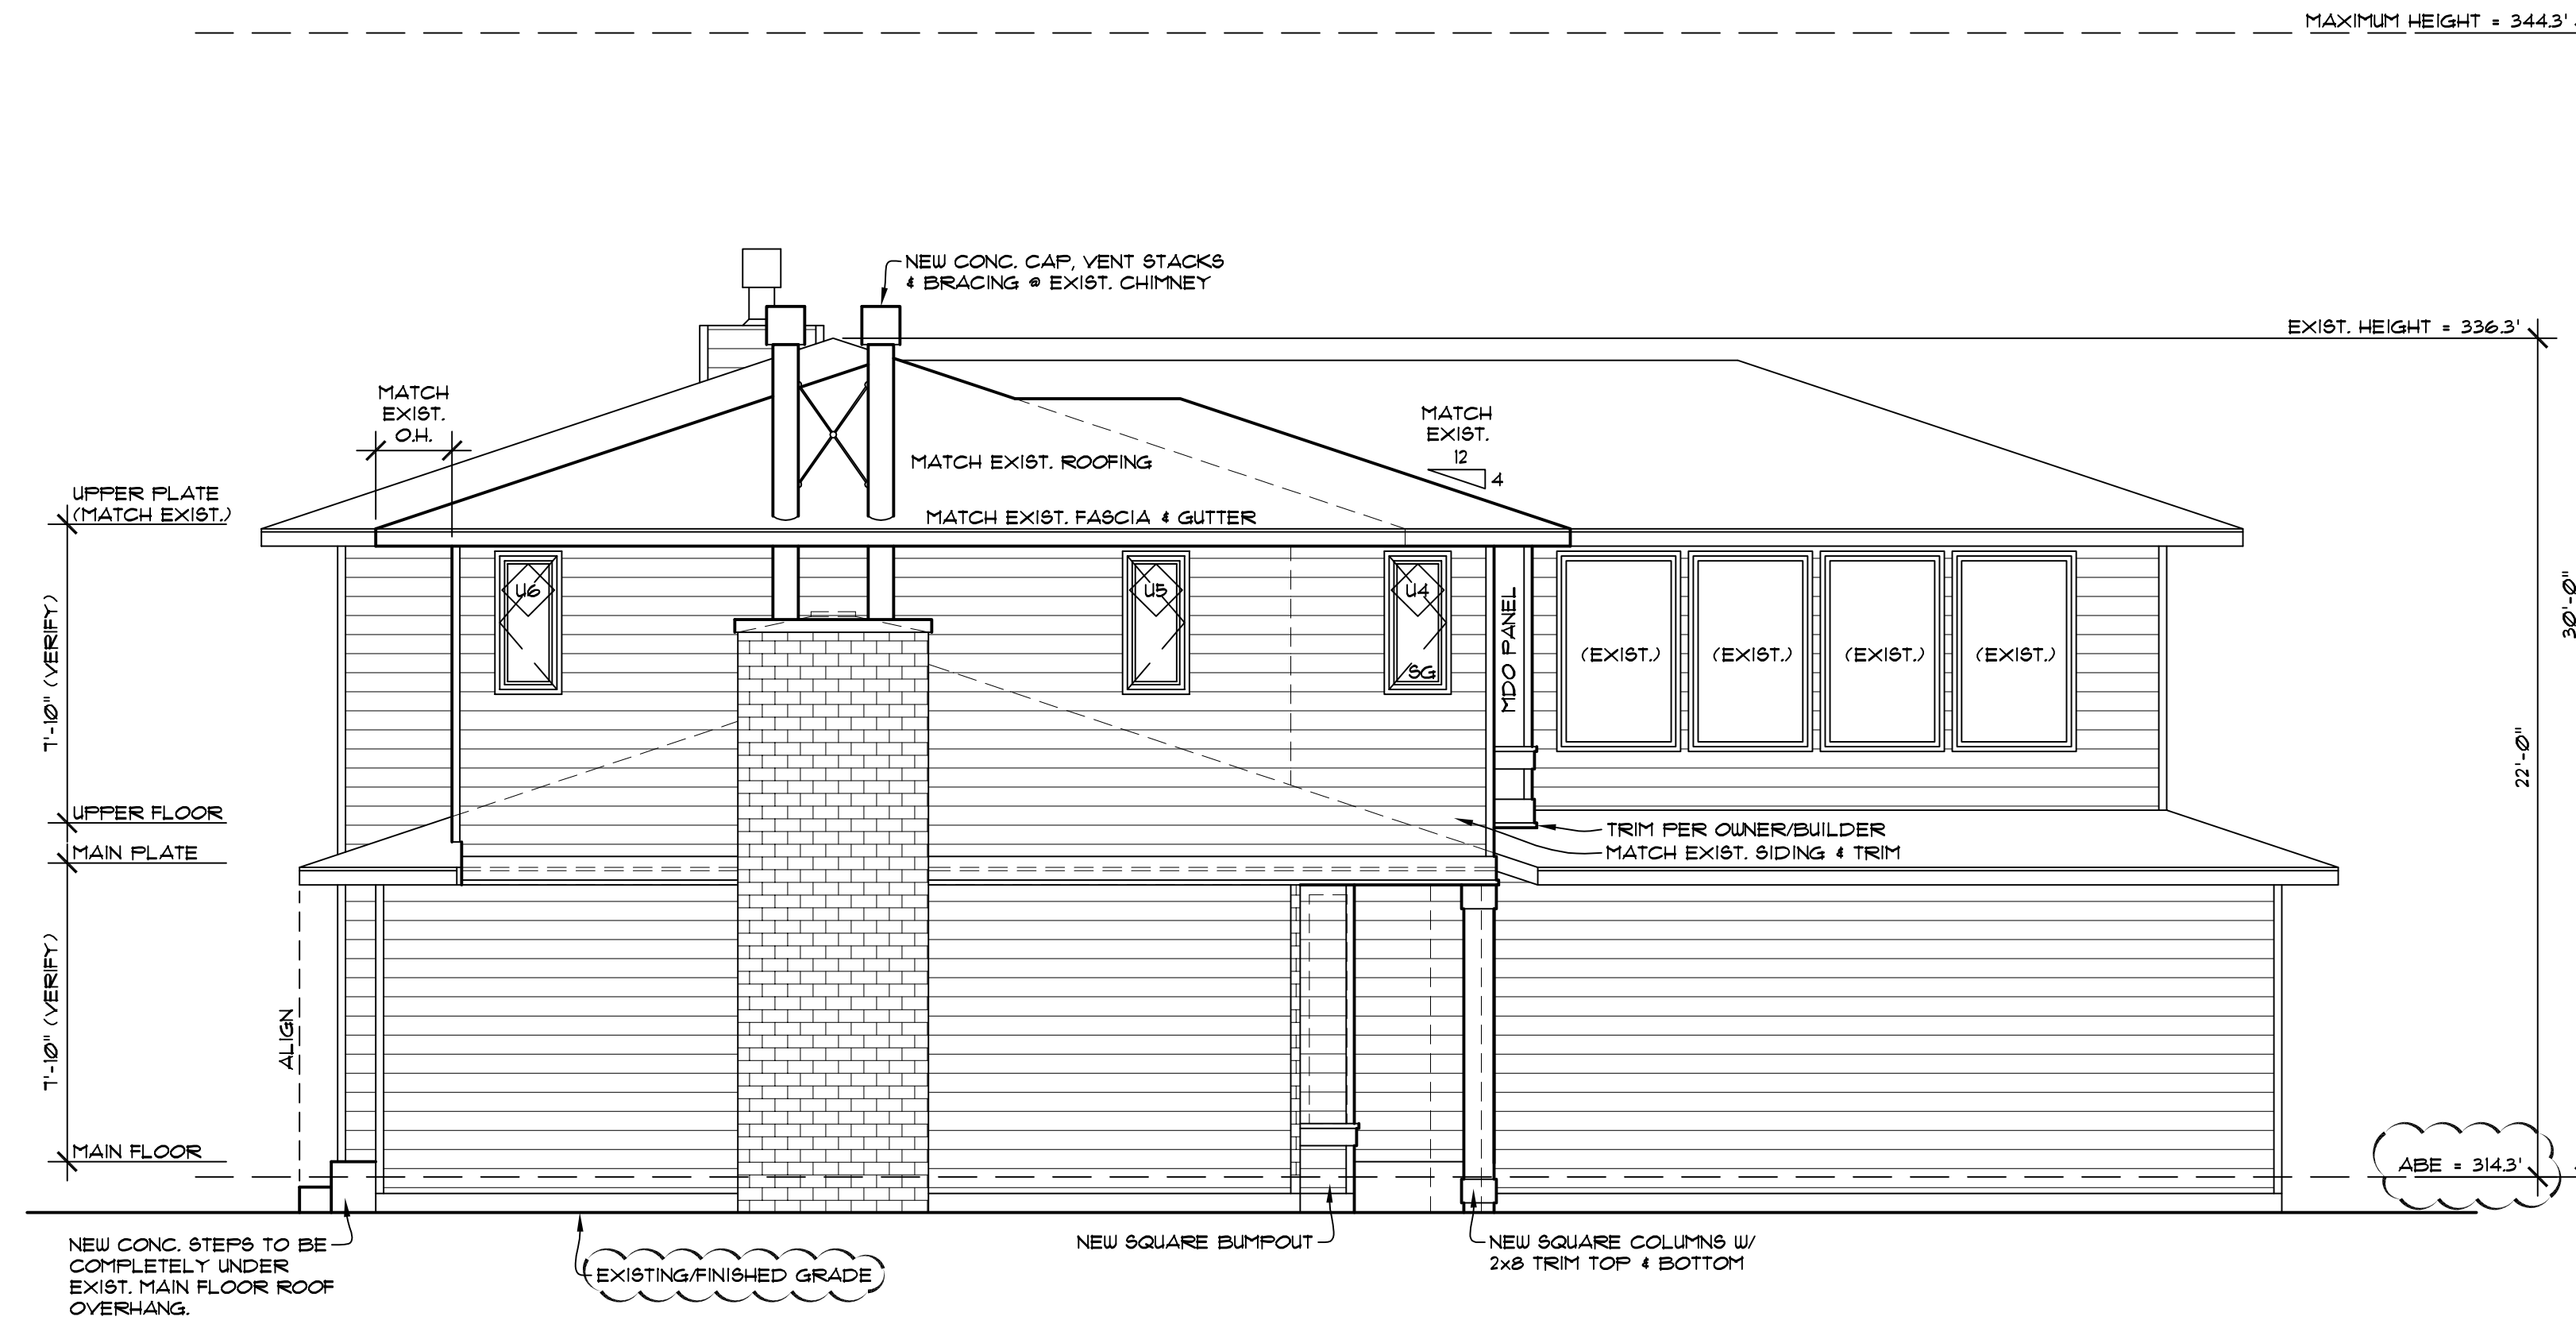 MAXIMUM HEIGHT = 344.3'
NEW CONC. CAP, VENT STACKS
& BRACING @ EXIST. CHIMNEY
EXIST. HEIGHT = 336.3'
MATCH
EXIST.
O.H.
MATCH
EXIST.
12
4
MATCH EXIST. ROOFING
UPPER PLATE
(MATCH EXIST.)
MATCH EXIST. FASCIA & GUTTER
U6
U5
U4
SG
MDO PANEL
(EXIST.)
(EXIST.)
(EXIST.)
(EXIST.)
30'-0"
22'-0"
7'-10" (VERIFY)
UPPER FLOOR
MAIN PLATE
TRIM PER OWNER/BUILDER
MATCH EXIST. SIDING & TRIM
7'-10" (VERIFY)
ALIGN
MAIN FLOOR
ABE = 314.3'
NEW CONC. STEPS TO BE
COMPLETELY UNDER
EXIST. MAIN FLOOR ROOF
OVERHANG.
EXISTING/FINISHED GRADE
NEW SQUARE BUMPOUT
NEW SQUARE COLUMNS W/
2x8 TRIM TOP & BOTTOM